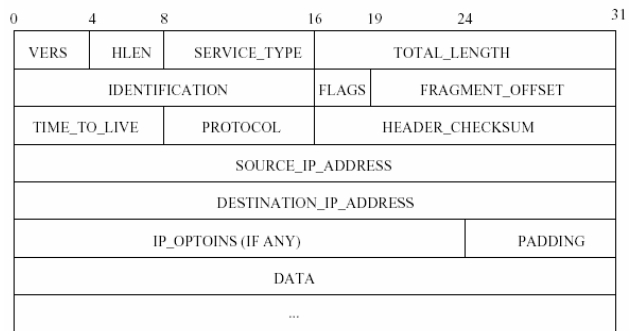 0 4 8 16 19 24 31
VERS HLEN SERVICE_TYPE TOTAL_LENGTH
IDENTIFICATION FLAGS FRAGMENT_OFFSET
TIME_TO_LIVE PROTOCOL HEADER_CHECKSUM
SOURCE_IP_ADDRESS
DESTINATION_IP_ADDRESS
IP_OPTOINS (IF ANY) PADDING
DATA
...